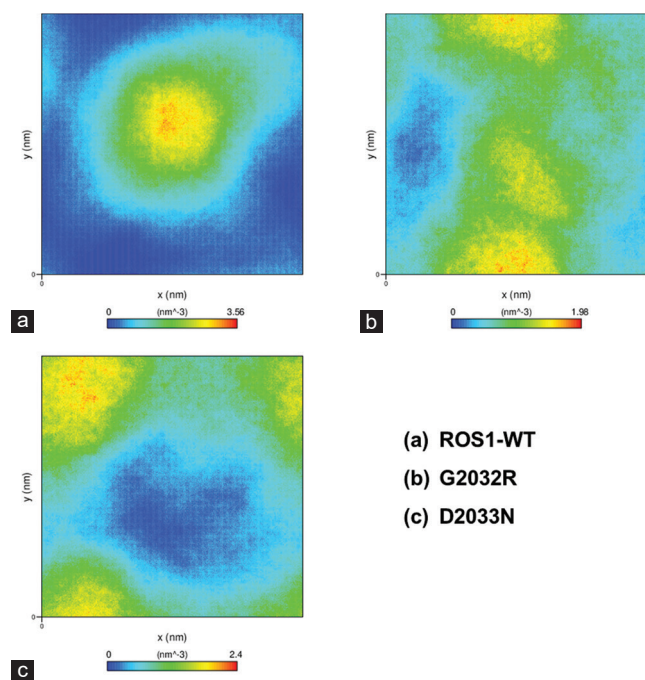 y (nm)
0
0
x (nm)
0 (nm^-3) 3.56
a
y (nm)
0
0
x (nm)
0 (nm^-3) 1.98
b
y (nm)
0
0
x (nm)
0 (nm^-3) 2.4
c
(a) ROS1-WT
(b) G2032R
(c) D2033N